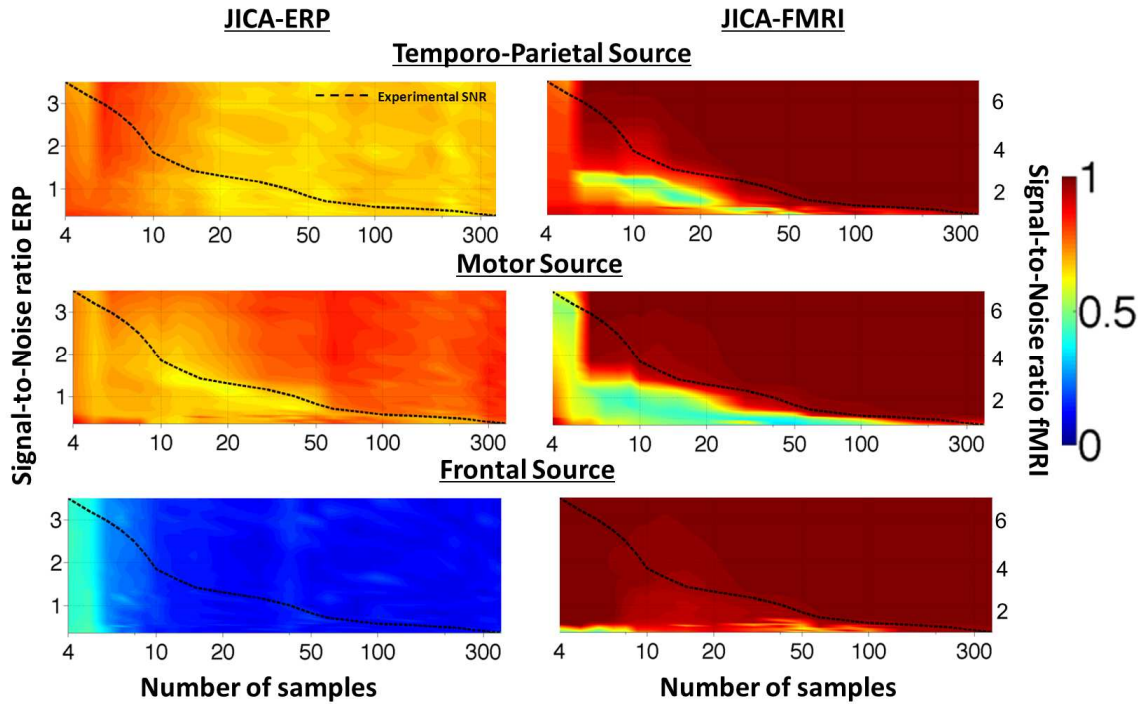 JICA-ERP JICA-FMRI
Temporo-Parietal Source
Experimental SNR
3
2
1
4 10 20 50 100 300
6
4
2
4 10 20 50 100 300
Motor Source
3
2
1
4 10 20 50 100 300
6
4
2
4 10 20 50 100 300
Frontal Source
3
2
1
4 10 20 50 100 300
6
4
2
4 10 20 50 100 300
Signal-to-Noise ratio ERP
Signal-to-Noise ratio fMRI
1
0.5
0
Number of samples Number of samples